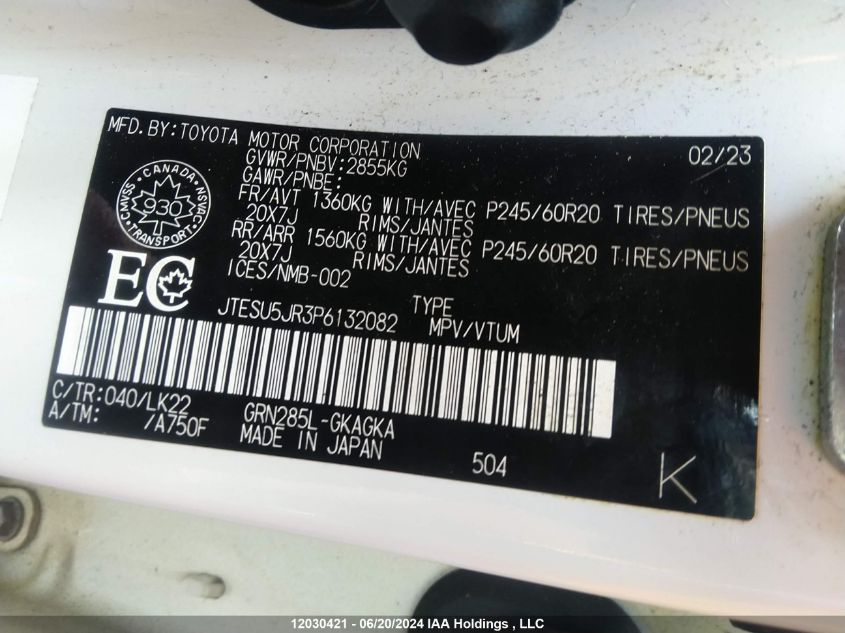 MFD.BY:TOYOTA MOTOR CORPORATION 02/23
GVWR/PNBV:2855KG
GAWR/PNBE:
FR/AVT 1360KG WITH/AVEC P245/60R20 TIRES/PNEUS
20X7J RIMS/JANTES
RR/ARR 1560KG WITH/AVEC P245/60R20 TIRES/PNEUS
20X7J RIMS/JANTES
ICES/NMB-002
CANADA
CMVSS NSVAC
930
TRANSPORT
EC
JTESU5JR3P6132082 TYPE
MPV/VTUM
C/TR:040/LK22 GRN285L-GKAGKA
A/TM: /A750F MADE IN JAPAN
504 K
12030421 - 06/20/2024 IAA Holdings , LLC